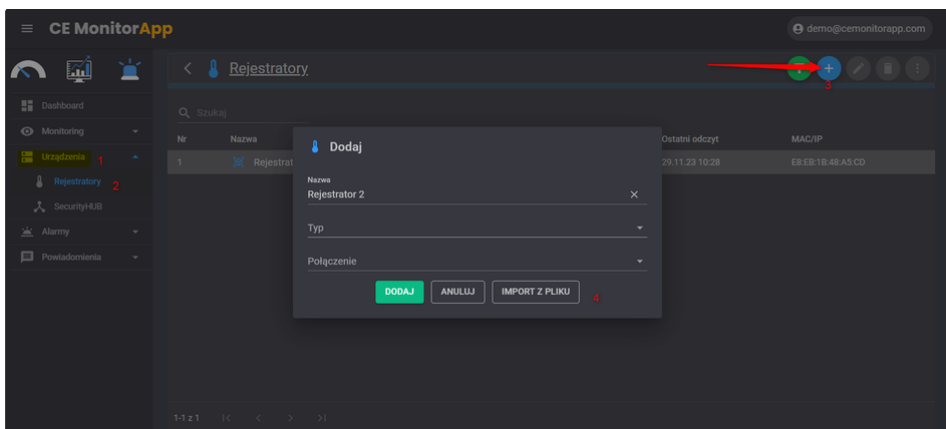 CE MonitorApp
demo@cemonitorapp.com
Rejestratory
3
Dashboard
Szukaj
Monitoring
Nr Nazwa Ostatni odczyt MAC/IP
Urządzenia 1
1 Rejestrat 29.11.23 10:28 E8:EB:1B:48:A5:CD
Rejestratory 2
SecurityHUB
Alarmy
Powiadomienia
Dodaj
Nazwa
Rejestrator 2
Typ
Połączenie
DODAJ ANULUJ IMPORT Z PLIKU 4
1-1 z 1